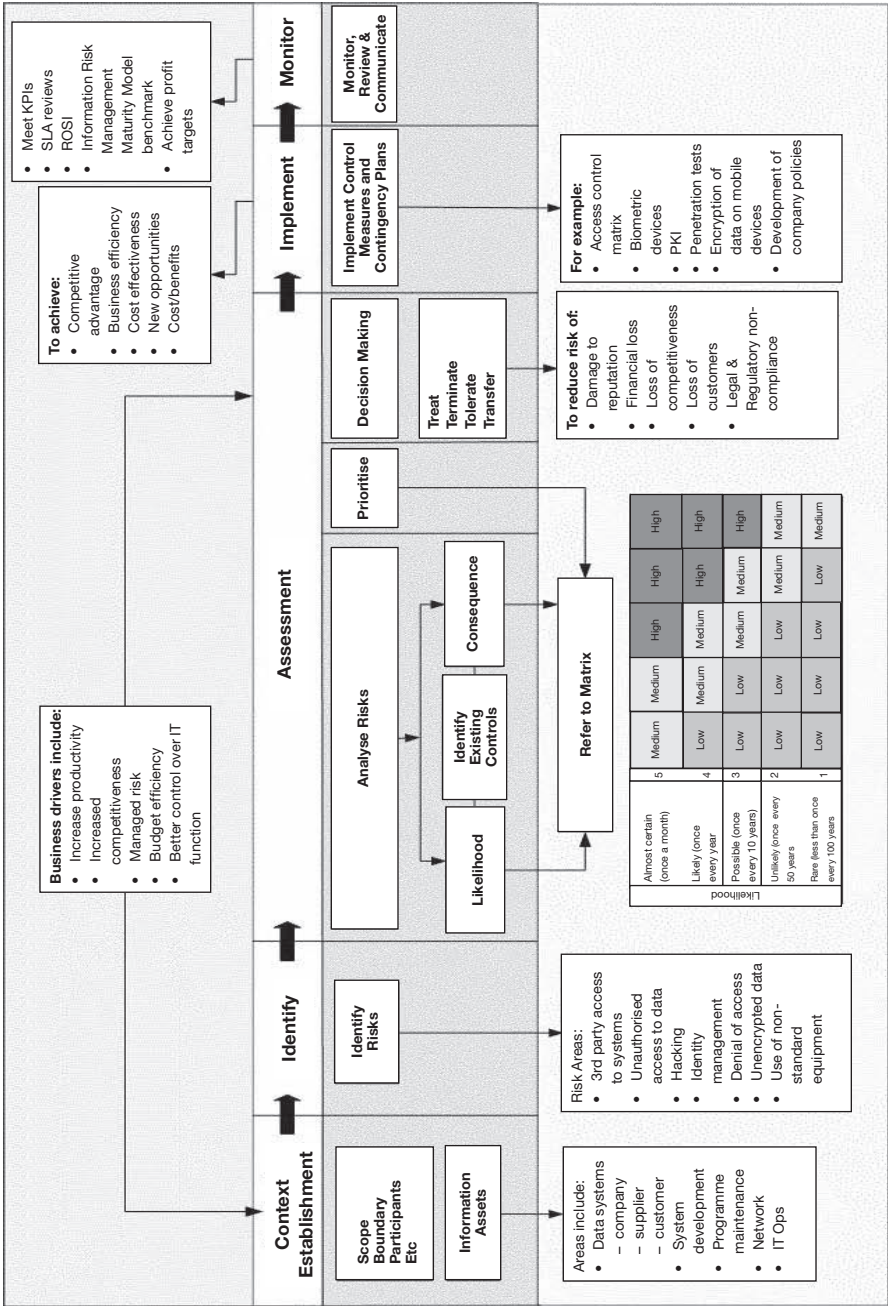 Business drivers include:
• Increase productivity
• Increased
competitiveness
• Managed risk
• Budget efficiency
• Better control over IT
function
To achieve:
• Competitive
advantage
• Business efficiency
• Cost effectiveness
• New opportunities
• Cost/benefits
• Meet KPIs
• SLA reviews
• ROSI
• Information Risk
Management
Maturity Model
benchmark
• Achieve profit
targets
Context
Establishment
Identify
Assessment
Implement
Monitor
Scope
Boundary
Participants
Etc
Information
Assets
Identify
Risks
Analyse Risks
Likelihood
Identify
Existing
Controls
Consequence
Prioritise
Decision Making
Treat
Terminate
Tolerate
Transfer
Implement Control
Measures and
Contingency Plans
Monitor,
Review &
Communicate
Areas include:
• Data systems
– company
– supplier
– customer
• System
development
• Programme
maintenance
• Network
• IT Ops
Risk Areas:
• 3rd party access
to systems
• Unauthorised
access to data
• Hacking
• Identity
management
• Denial of access
• Unencrypted data
• Use of non-
standard
equipment
Refer to Matrix
Likelihood
Almost certain
(once a month)
5
Medium
Medium
High
High
High
Likely (once
every year
4
Low
Medium
Medium
High
High
Possible (once
every 10 years)
3
Low
Low
Medium
Medium
High
Unlikely (once every
50 years
2
Low
Low
Low
Medium
Medium
Rare (less than once
every 100 years
1
Low
Low
Low
Low
Medium
To reduce risk of:
• Damage to
reputation
• Financial loss
• Loss of
competitiveness
• Loss of
customers
• Legal &
Regulatory non-
compliance
For example:
• Access control
matrix
• Biometric
devices
• PKI
• Penetration tests
• Encryption of
data on mobile
devices
• Development of
company policies